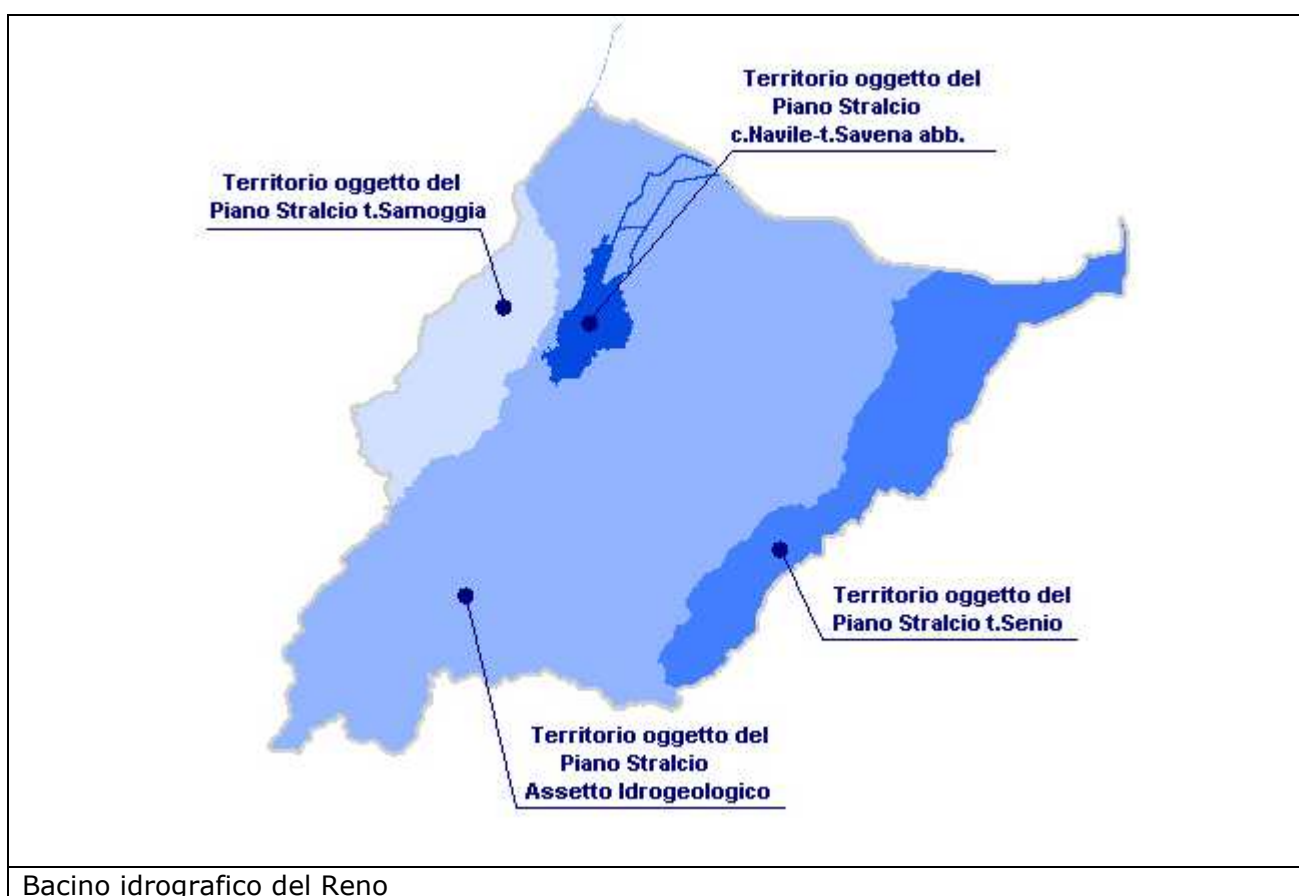 Territorio oggetto del
Piano Stralcio
c.Navile-t.Savena abb.
Territorio oggetto del
Piano Stralcio t.Samoggia
Territorio oggetto del
Piano Stralcio t.Senio
Territorio oggetto del
Piano Stralcio
Assetto Idrogeologico
Bacino idrografico del Reno